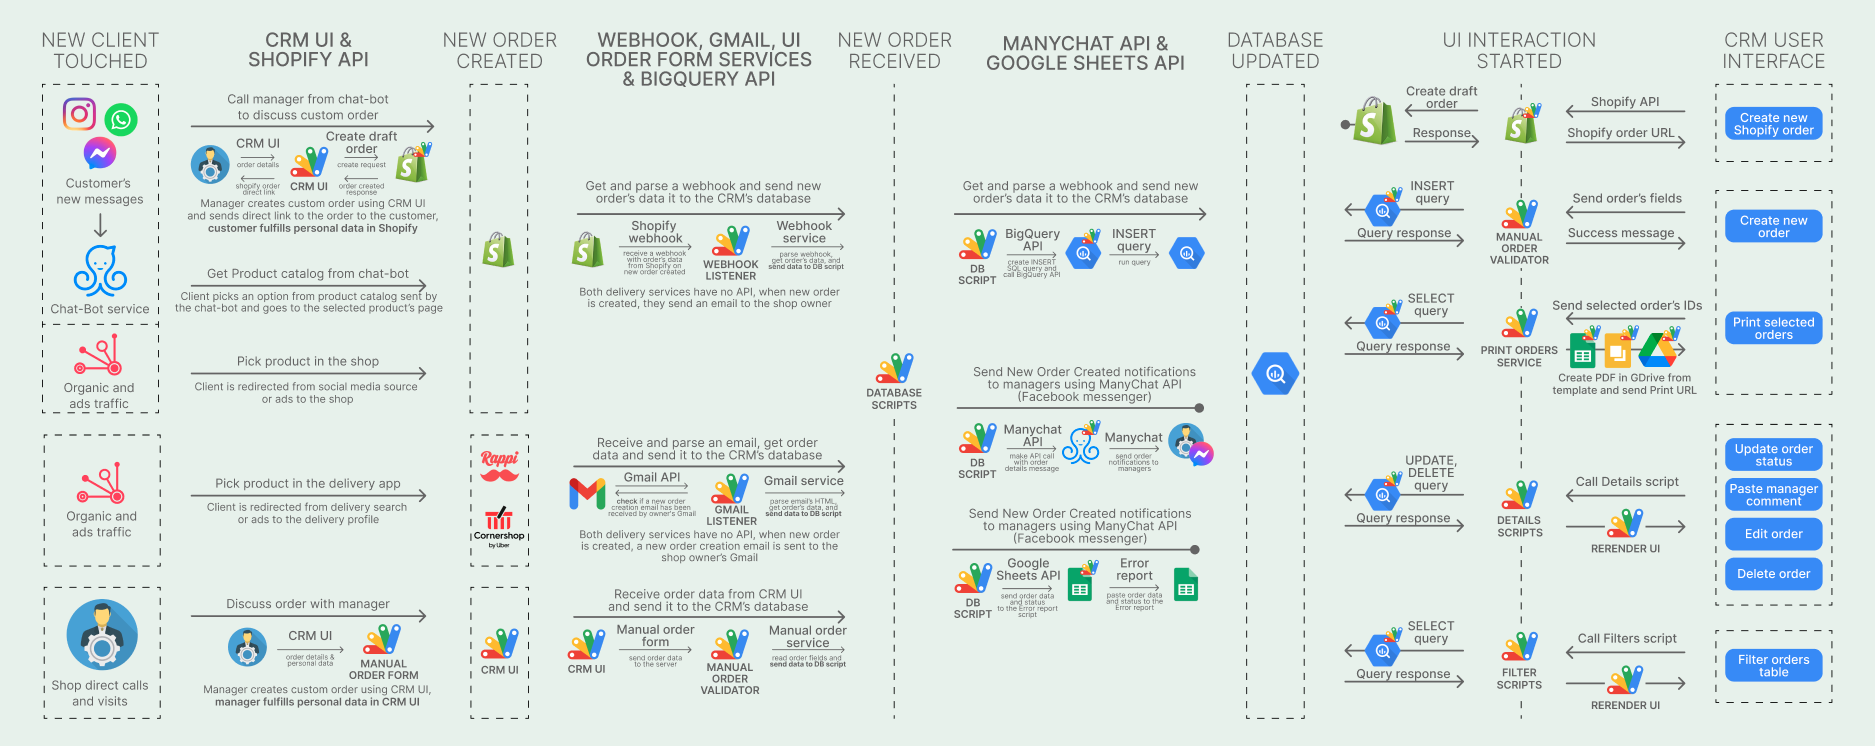 NEW CLIENT
TOUCHED
CRM UI &
SHOPIFY API
NEW ORDER
CREATED
WEBHOOK, GMAIL, UI
ORDER FORM SERVICES
& BIGQUERY API
NEW ORDER
RECEIVED
MANYCHAT API &
GOOGLE SHEETS API
DATABASE
UPDATED
UI INTERACTION
STARTED
CRM USER
INTERFACE
Customer's
new messages
Chat-Bot service
Organic and
ads traffic
Organic and
ads traffic
Shop direct calls
and visits
Call manager from chat-bot
to discuss custom order
CRM UI
order details
shopify order
direct link
CRM UI
Create draft
order
create request
order created
response
Manager creates custom order using CRM UI
and sends direct link to the order to the customer,
customer fulfills personal data in Shopify
Get Product catalog from chat-bot
Client picks an option from product catalog sent by
the chat-bot and goes to the selected product's page
Pick product in the shop
Client is redirected from social media source
or ads to the shop
Pick product in the delivery app
Client is redirected from delivery search
or ads to the delivery profile
Discuss order with manager
CRM UI
order details &
personal data
MANUAL
ORDER FORM
Manager creates custom order using CRM UI,
manager fulfills personal data in CRM UI
Rappi
Cornershop
by Uber
CRM UI
Get and parse a webhook and send new
order's data it to the CRM's database
Shopify
webhook
receive a webhook
with order's data
from Shopify on
new order created
WEBHOOK
LISTENER
Webhook
service
parse webhook,
get order's data, and
send data to DB script
Both delivery services have no API, when new order
is created, they send an email to the shop owner
Receive and parse an email, get order
data and send it to the CRM's database
Gmail API
check if a new order
creation email has been
received by owner's Gmail
GMAIL
LISTENER
Gmail service
parse email's HTML,
get order's data, and
send data to DB script
Both delivery services have no API, when new order
is created, a new order creation email is sent to the
shop owner's Gmail
Receive order data from CRM UI
and send it to the CRM's database
CRM UI
Manual order
form
send order data
to the server
MANUAL
ORDER
VALIDATOR
Manual order
service
read order fields and
send data to DB script
DATABASE
SCRIPTS
Get and parse a webhook and send new
order's data it to the CRM's database
DB
SCRIPT
BigQuery
API
create INSERT
SQL query and
call BigQuery API
INSERT
query
run query
Send New Order Created notifications
to managers using ManyChat API
(Facebook messenger)
DB
SCRIPT
Manychat
API
make API call
with order
details message
Manychat
send order
notifications to
managers
Send New Order Created notifications
to managers using ManyChat API
(Facebook messenger)
DB
SCRIPT
Google
Sheets API
send order data
and status
to the Error report
script
Error
report
paste order data
and status to the
Error report
Create draft
order
Response
Shopify API
Shopify order URL
Create new
Shopify order
INSERT
query
Query response
MANUAL
ORDER
VALIDATOR
Send order's fields
Success message
Create new
order
SELECT
query
Query response
PRINT ORDERS
SERVICE
Send selected order's IDs
Create PDF in GDrive from
template and send Print URL
Print selected
orders
UPDATE,
DELETE
query
Query response
DETAILS
SCRIPTS
Call Details script
RERENDER UI
Update order
status
Paste manager
comment
Edit order
Delete order
SELECT
query
Query response
FILTER
SCRIPTS
Call Filters script
RERENDER UI
Filter orders
table